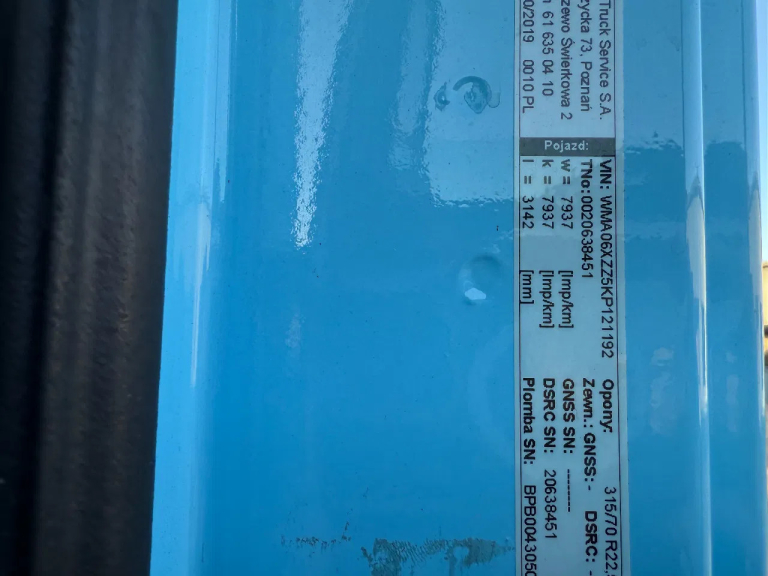 Truck Service S.A.
zycka 73, Poznań
zewo Świerkowa 2
61 635 04 10
0/2019 0010 PL
Pojazd:
VIN: WMA06XZZ5KP121192 Opony: 315/70 R22,
TNo:0020638451 Zewn.: GNSS:- DSRC: -
w = 7937 [Imp/km] GNSS SN: --------
k = 7937 [Imp/km] DSRC SN: 20638451
l = 3142 [mm] Plomba SN: BPB0043050